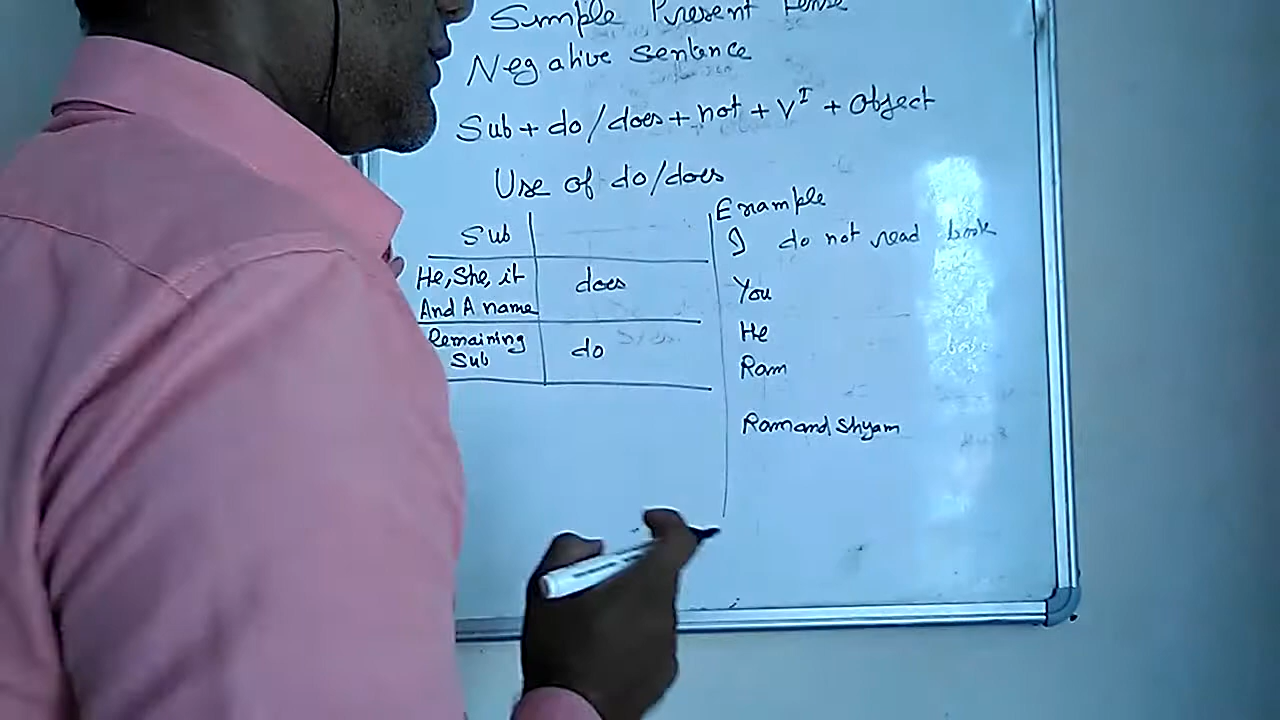 Simple Present Tense
Negative sentence
Sub + do/does + not + V^I + Object
Use of do/does
Sub
He, She, it
And A name
does
Remaining
Sub
do
Example
I do not read book
You
He
Ram
Ram and Shyam